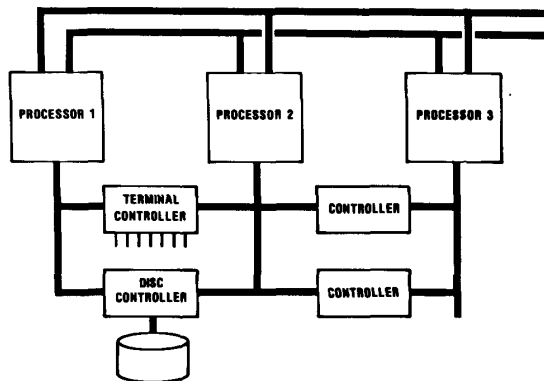 PROCESSOR 1
PROCESSOR 2
PROCESSOR 3
TERMINAL
CONTROLLER
CONTROLLER
DISC
CONTROLLER
CONTROLLER